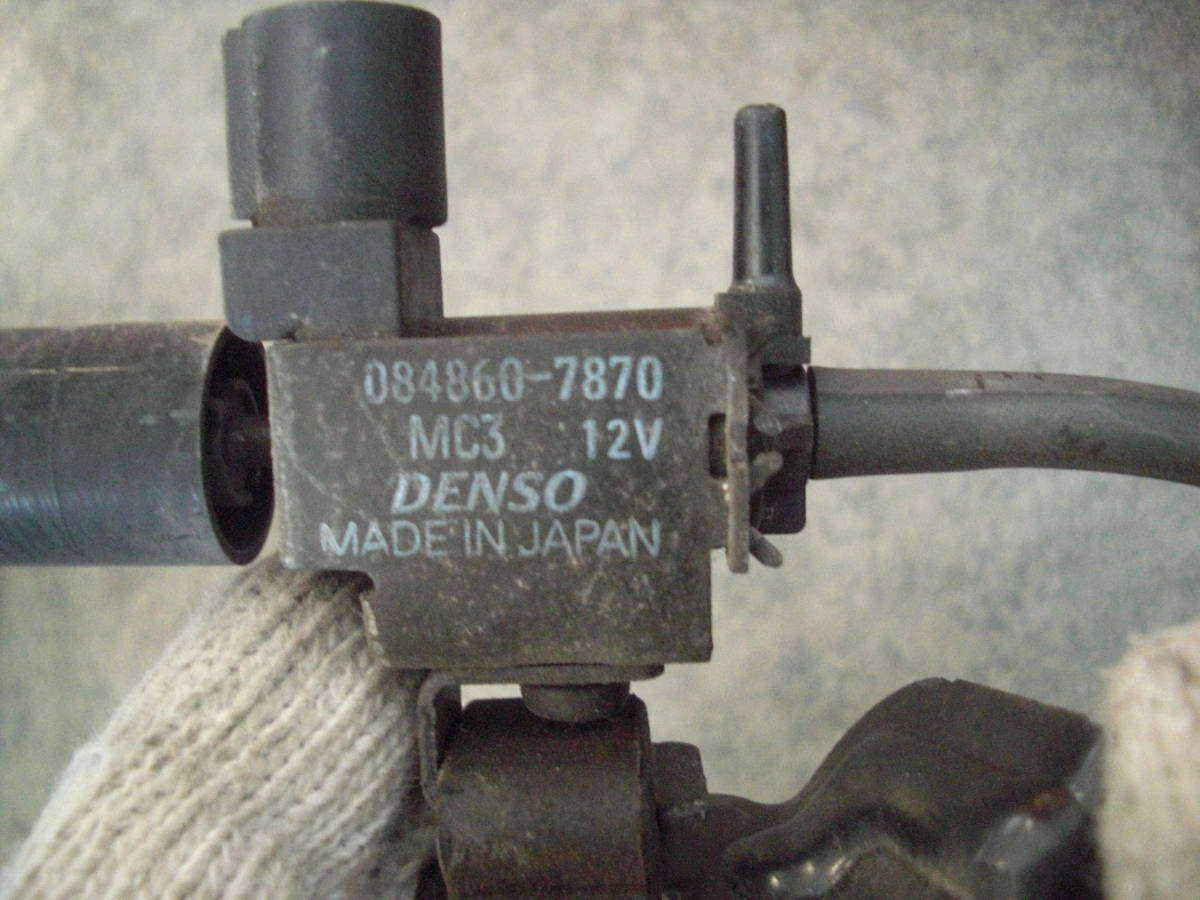 084860-7870
MC3 12V
DENSO
MADE IN JAPAN